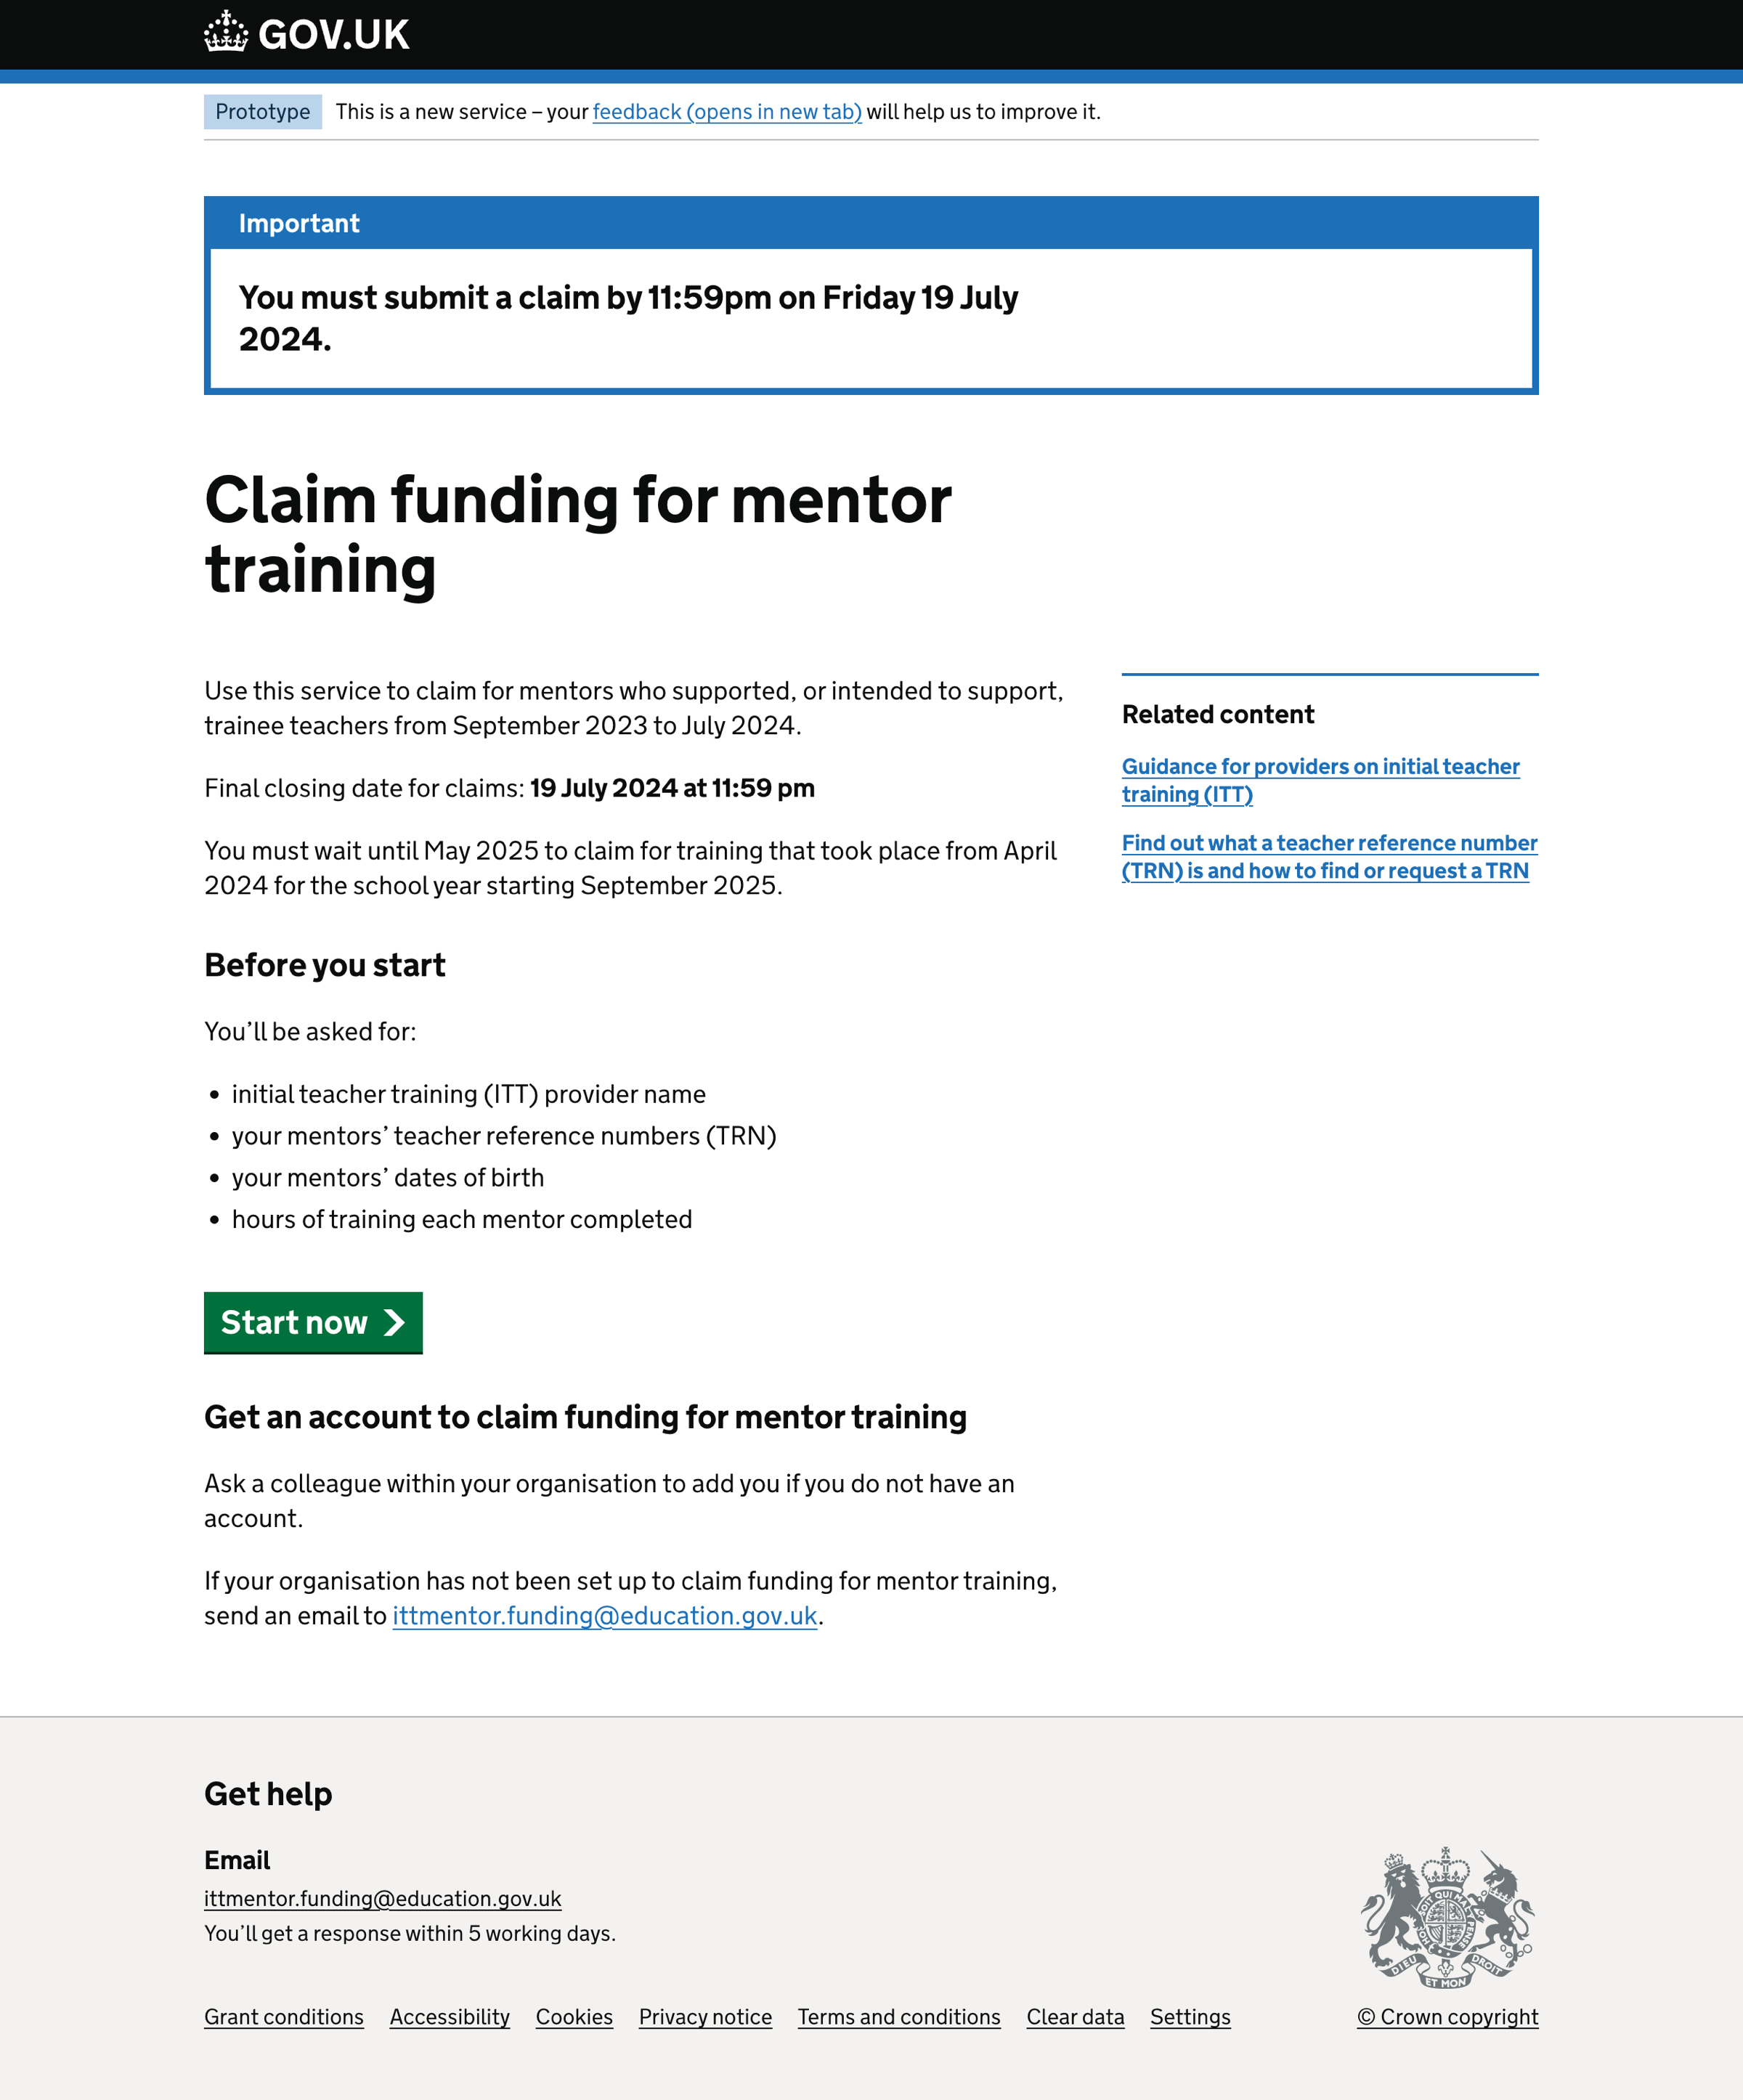 GOV.UK
Prototype This is a new service – your feedback (opens in new tab) will help us to improve it.
Important
You must submit a claim by 11:59pm on Friday 19 July
2024.
Claim funding for mentor
training
Use this service to claim for mentors who supported, or intended to support,
trainee teachers from September 2023 to July 2024.
Final closing date for claims: 19 July 2024 at 11:59 pm
You must wait until May 2025 to claim for training that took place from April
2024 for the school year starting September 2025.
Before you start
You’ll be asked for:
• initial teacher training (ITT) provider name
• your mentors’ teacher reference numbers (TRN)
• your mentors’ dates of birth
• hours of training each mentor completed
Start now
Get an account to claim funding for mentor training
Ask a colleague within your organisation to add you if you do not have an
account.
If your organisation has not been set up to claim funding for mentor training,
send an email to ittmentor.funding@education.gov.uk.
Related content
Guidance for providers on initial teacher
training (ITT)
Find out what a teacher reference number
(TRN) is and how to find or request a TRN
Get help
Email
ittmentor.funding@education.gov.uk
You’ll get a response within 5 working days.
DIEU ET MON DROIT
Grant conditions Accessibility Cookies Privacy notice Terms and conditions Clear data Settings
© Crown copyright